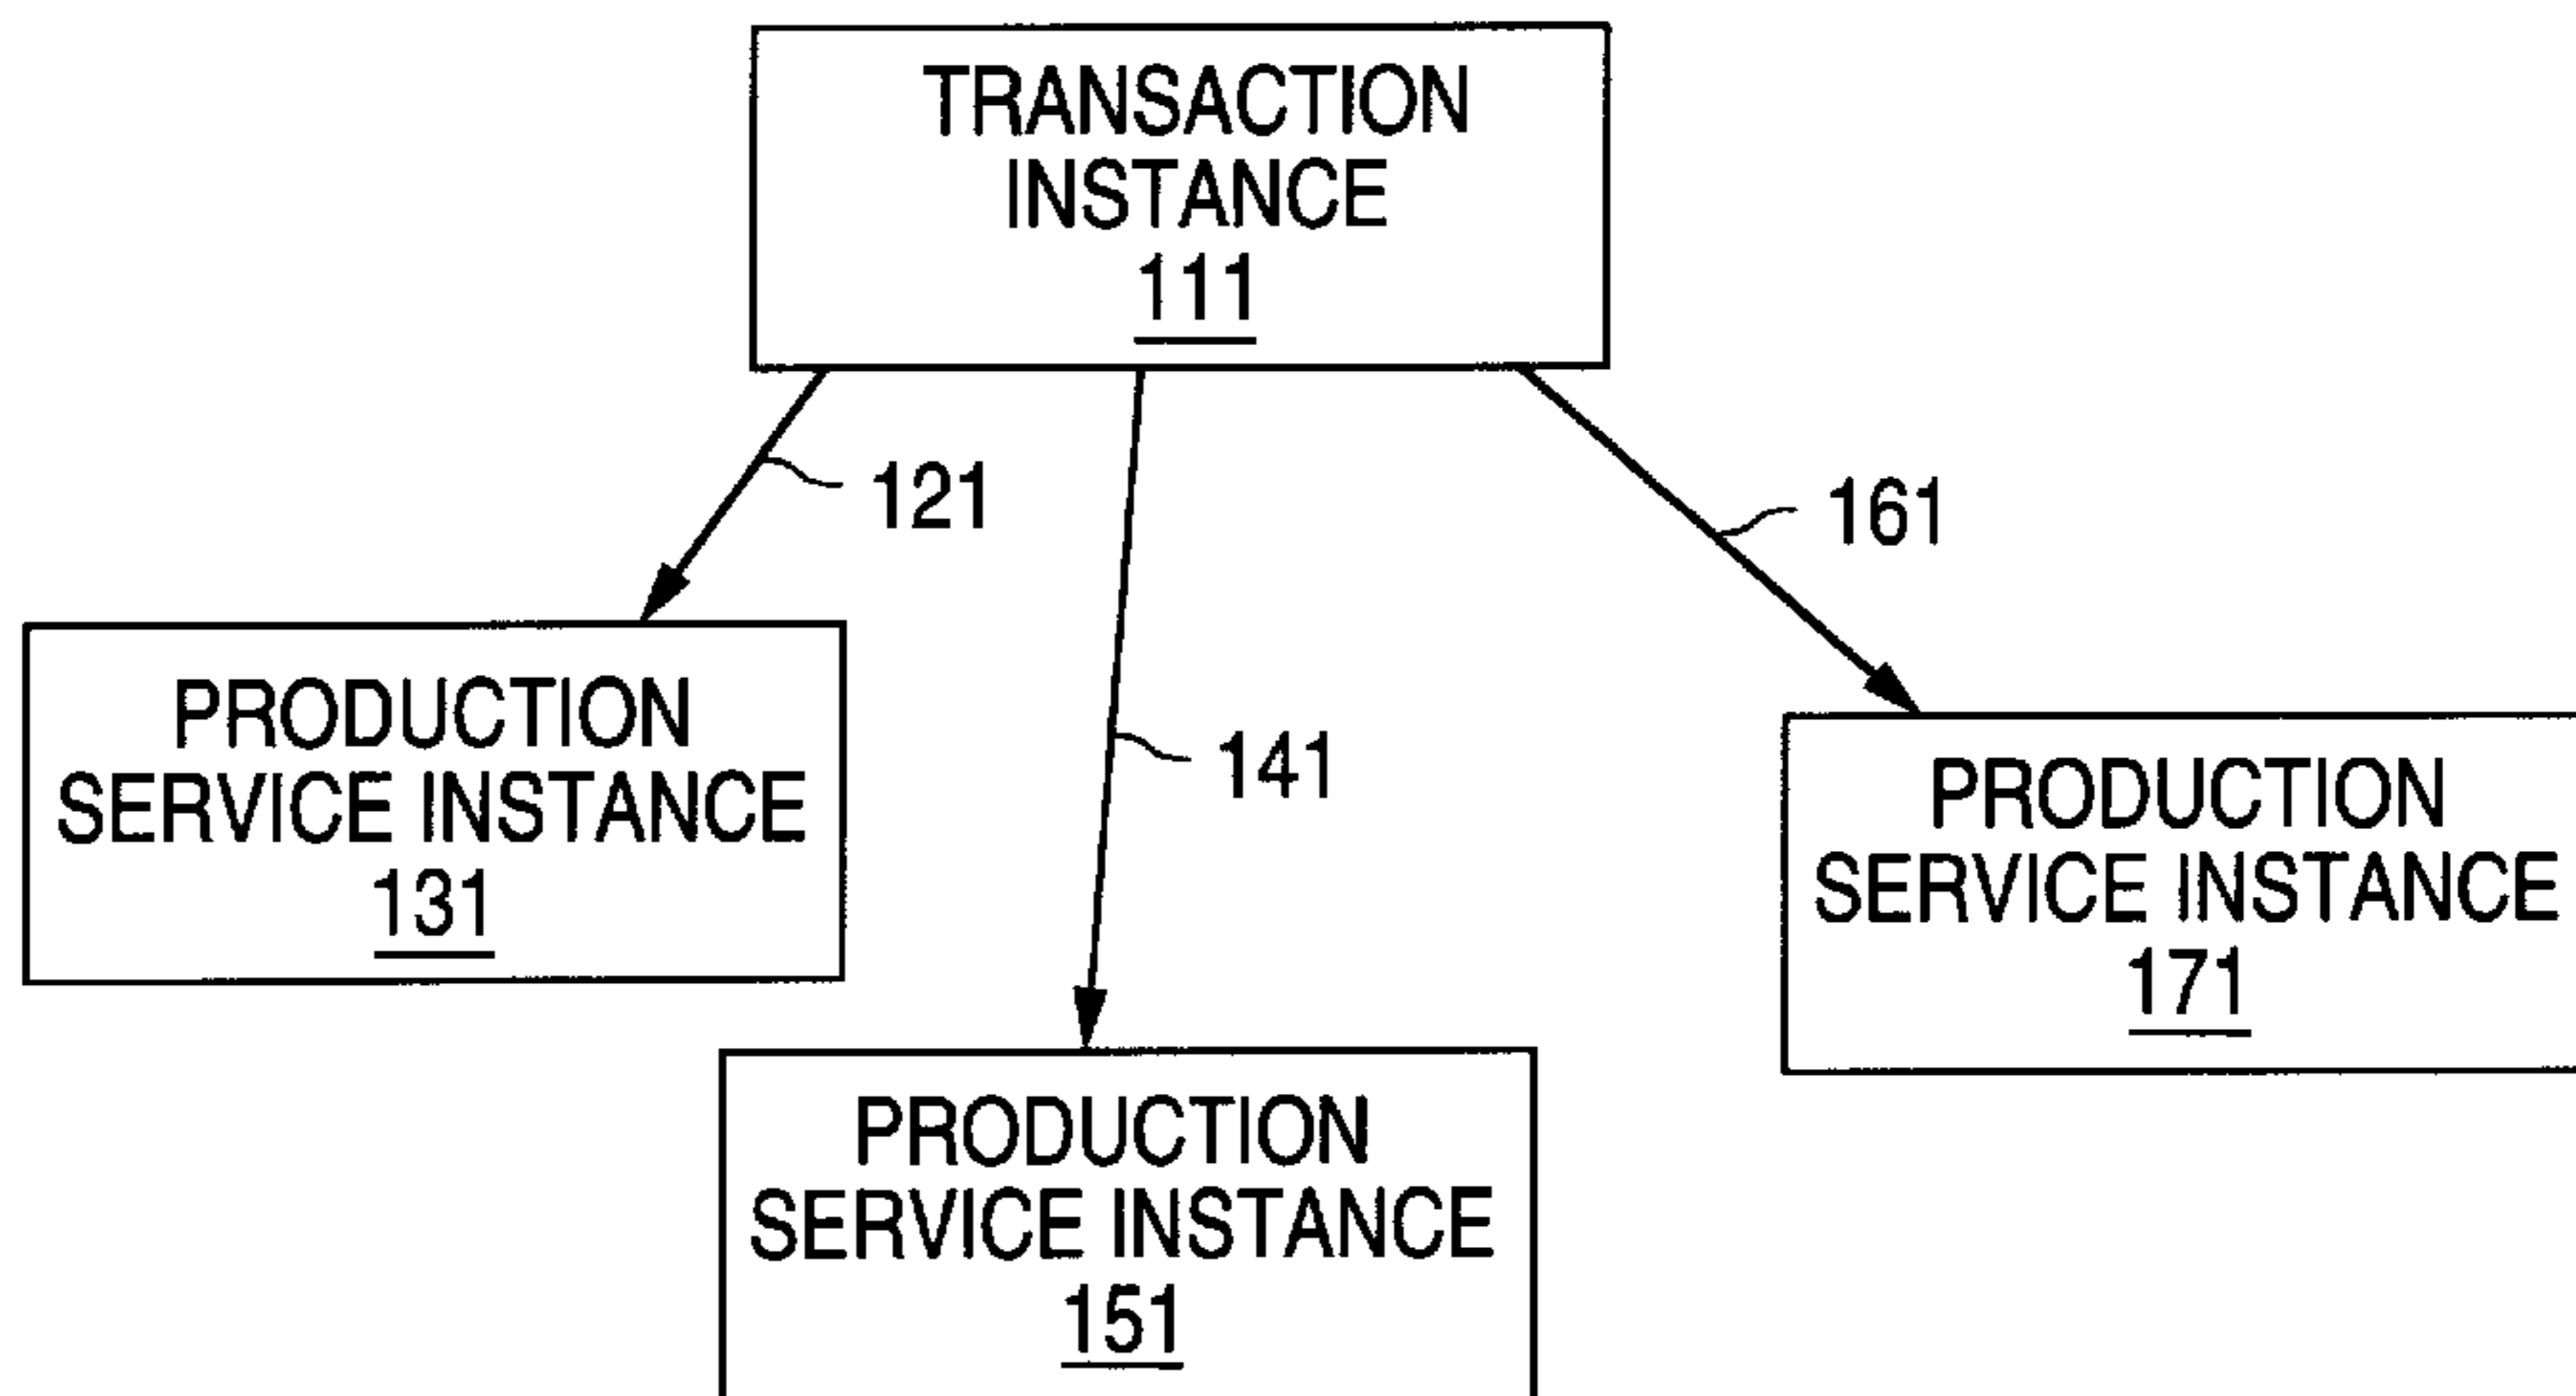 TRANSACTION
INSTANCE
111
121
161
PRODUCTION
SERVICE INSTANCE
131
141
PRODUCTION
SERVICE INSTANCE
171
PRODUCTION
SERVICE INSTANCE
151